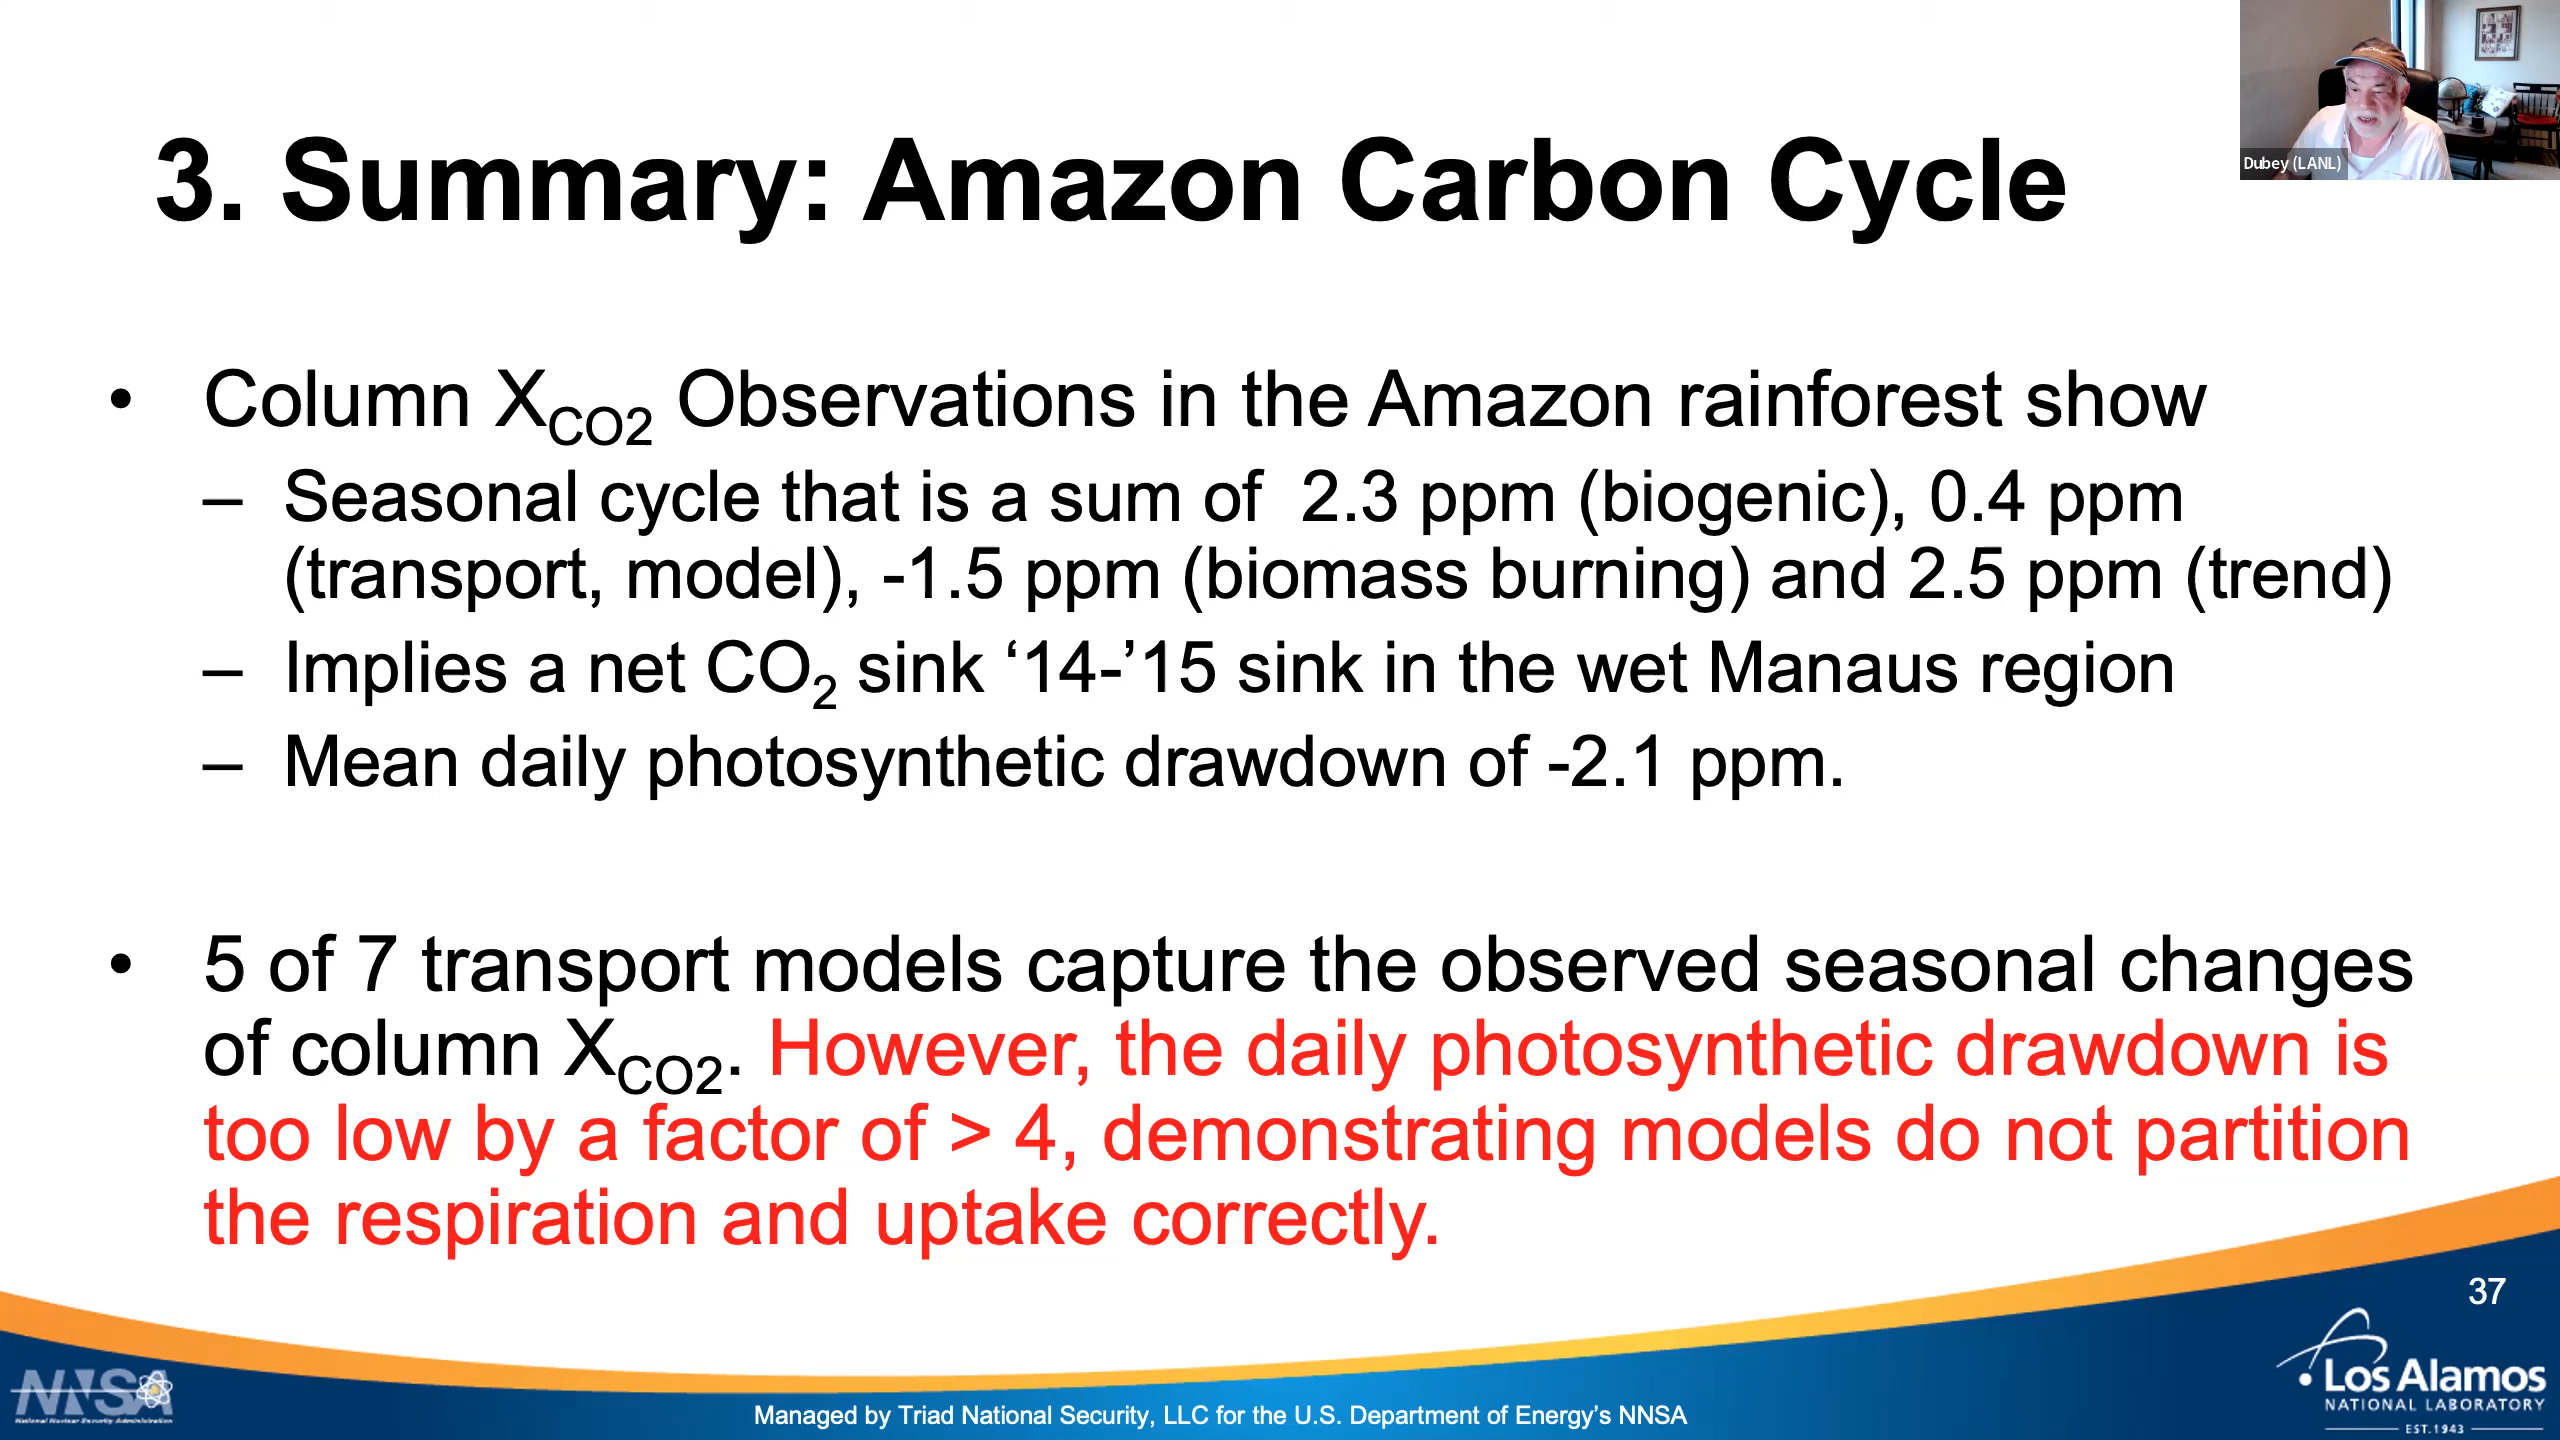 Dubey (LANL)
3. Summary: Amazon Carbon Cycle
• Column XCO2 Observations in the Amazon rainforest show
– Seasonal cycle that is a sum of 2.3 ppm (biogenic), 0.4 ppm
(transport, model), -1.5 ppm (biomass burning) and 2.5 ppm (trend)
– Implies a net CO2 sink ‘14-’15 sink in the wet Manaus region
– Mean daily photosynthetic drawdown of -2.1 ppm.
• 5 of 7 transport models capture the observed seasonal changes
of column XCO2. However, the daily photosynthetic drawdown is
too low by a factor of > 4, demonstrating models do not partition
the respiration and uptake correctly.
37
NNSA
National Nuclear Security Administration
Managed by Triad National Security, LLC for the U.S. Department of Energy’s NNSA
Los Alamos
NATIONAL LABORATORY
EST.1943